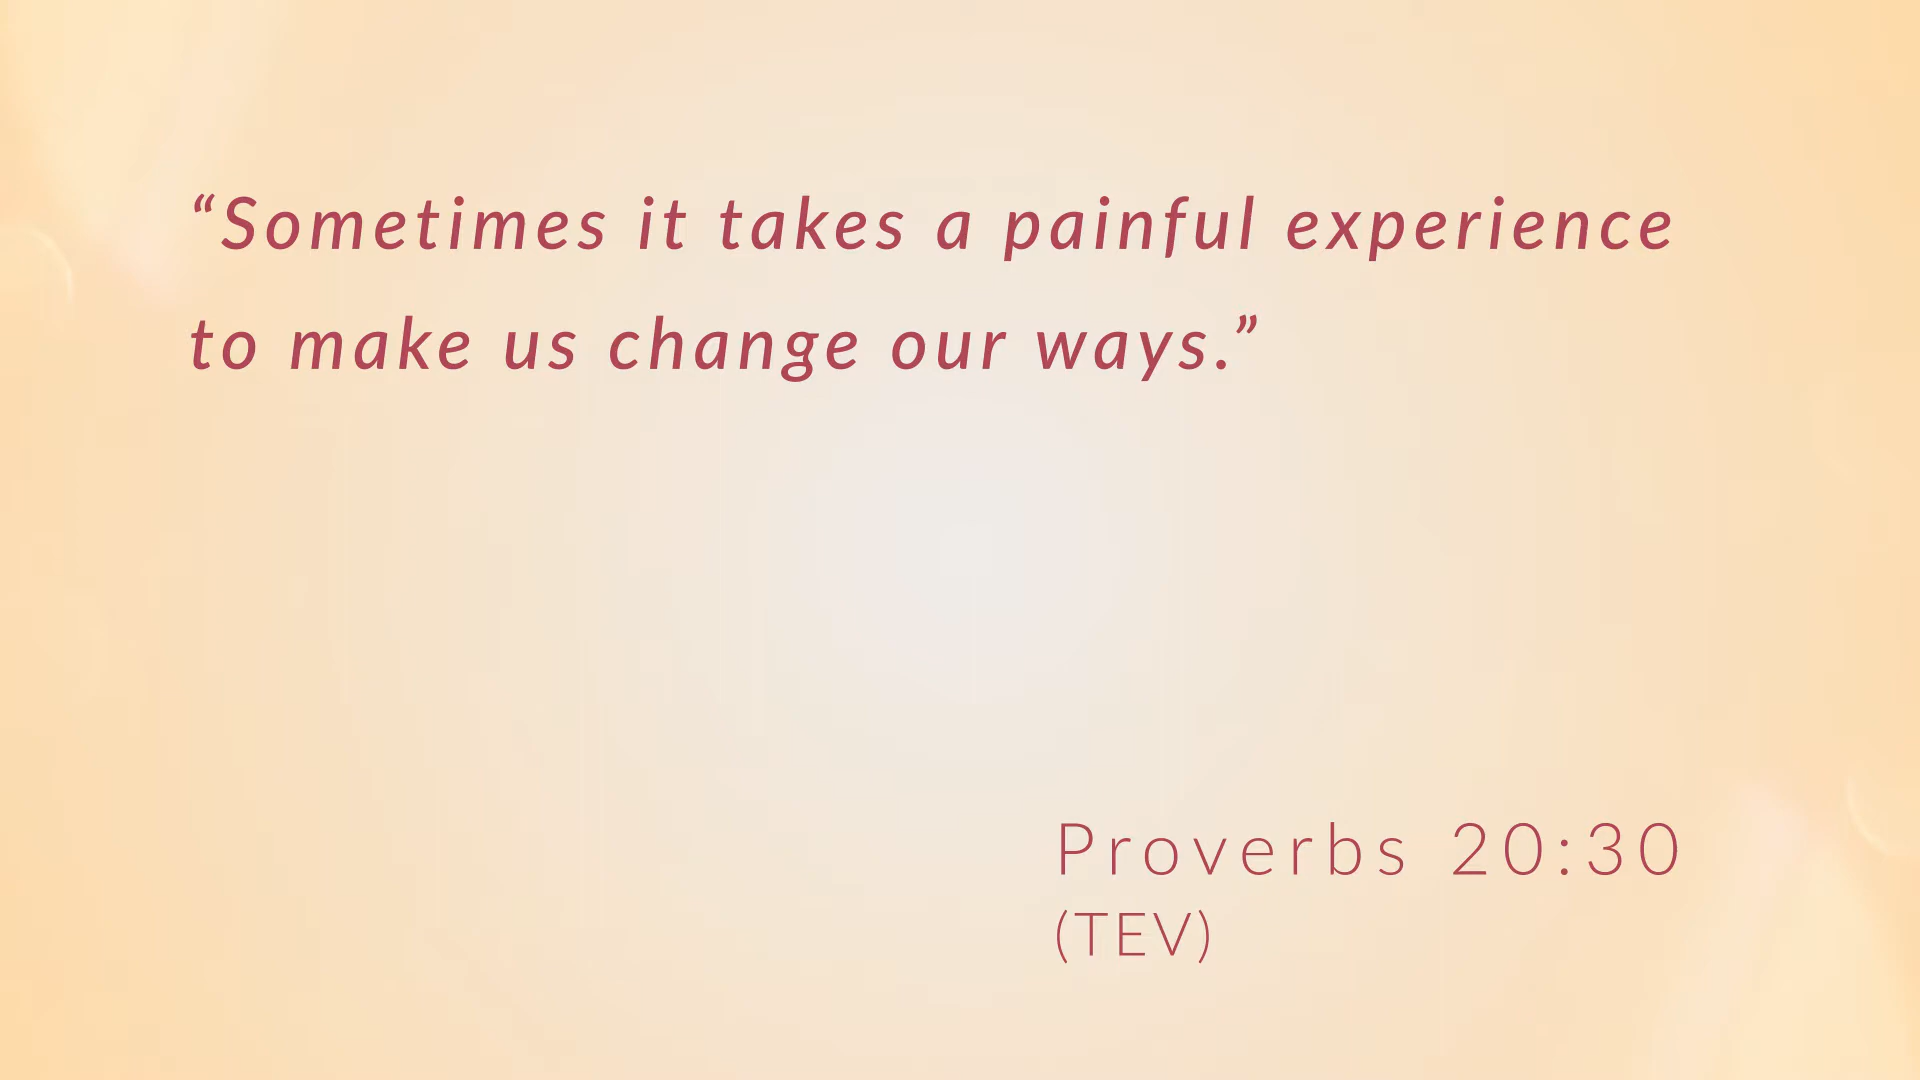 “Sometimes it takes a painful experience
to make us change our ways.”
Proverbs 20:30
(TEV)